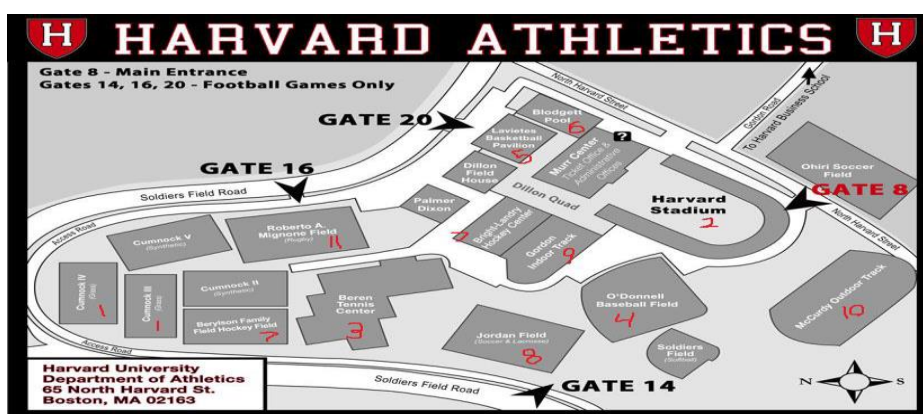 H HARVARD ATHLETICS H
Gate 8 - Main Entrance
Gates 14, 16, 20 - Football Games Only
North Harvard Street
Gordon Road
To Harvard Business School
GATE 20
Blodgett
Pool
6
Lavietes
Basketball
Pavilion
5
?
Murr Center
Ticket Office &
Administrative
Offices
Ohiri Soccer
Field
GATE 16
Dillon
Field
House
Dillon Quad
GATE 8
Harvard
Stadium
2
Soldiers Field Road
Palmer
Dixon
North Harvard Street
Access Road
Roberto A.
Mignone Field
(Rugby)
11
Bright-Landry
Hockey Center
7
Gordon
Indoor Track
9
Cumnock V
(Synthetic)
Cumnock IV
(Grass)
1
Cumnock III
(Grass)
1
Cumnock II
(Synthetic)
Beren
Tennis
Center
3
O'Donnell
Baseball Field
4
McCurdy Outdoor Track
10
Berylson Family
Field Hockey Field
7
Jordan Field
(Soccer & Lacrosse)
8
Soldiers
Field
(Softball)
Access Road
Harvard University
Department of Athletics
65 North Harvard St.
Boston, MA 02163
Soldiers Field Road
GATE 14
N S